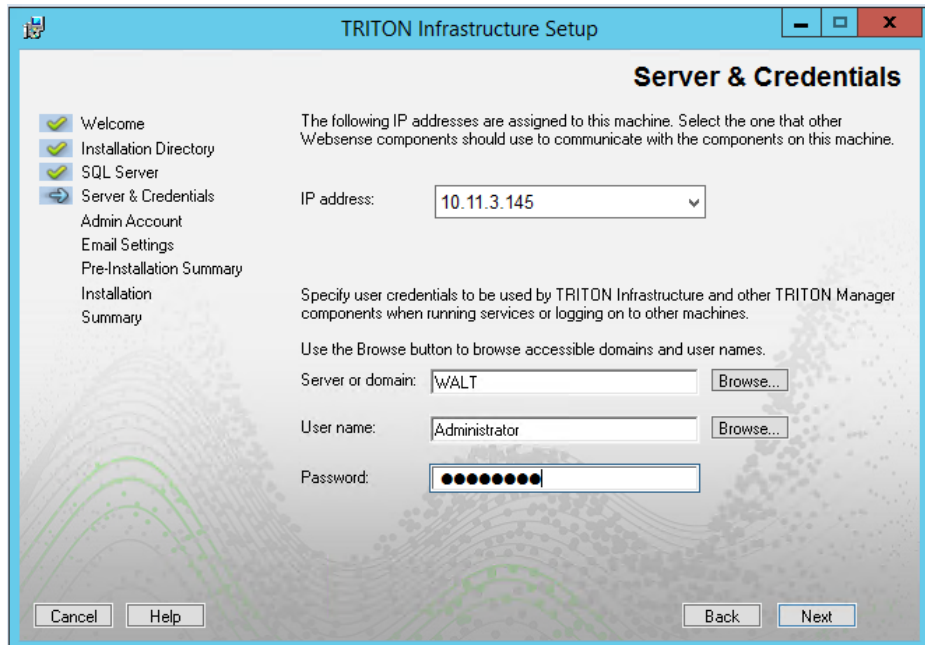 TRITON Infrastructure Setup
Server & Credentials
Welcome
Installation Directory
SQL Server
Server & Credentials
Admin Account
Email Settings
Pre-Installation Summary
Installation
Summary
The following IP addresses are assigned to this machine. Select the one that other
Websense components should use to communicate with the components on this machine.
IP address: 10.11.3.145
Specify user credentials to be used by TRITON Infrastructure and other TRITON Manager
components when running services or logging on to other machines.
Use the Browse button to browse accessible domains and user names.
Server or domain: WALT Browse...
User name: Administrator Browse...
Password: ●●●●●●●●
Cancel Help Back Next